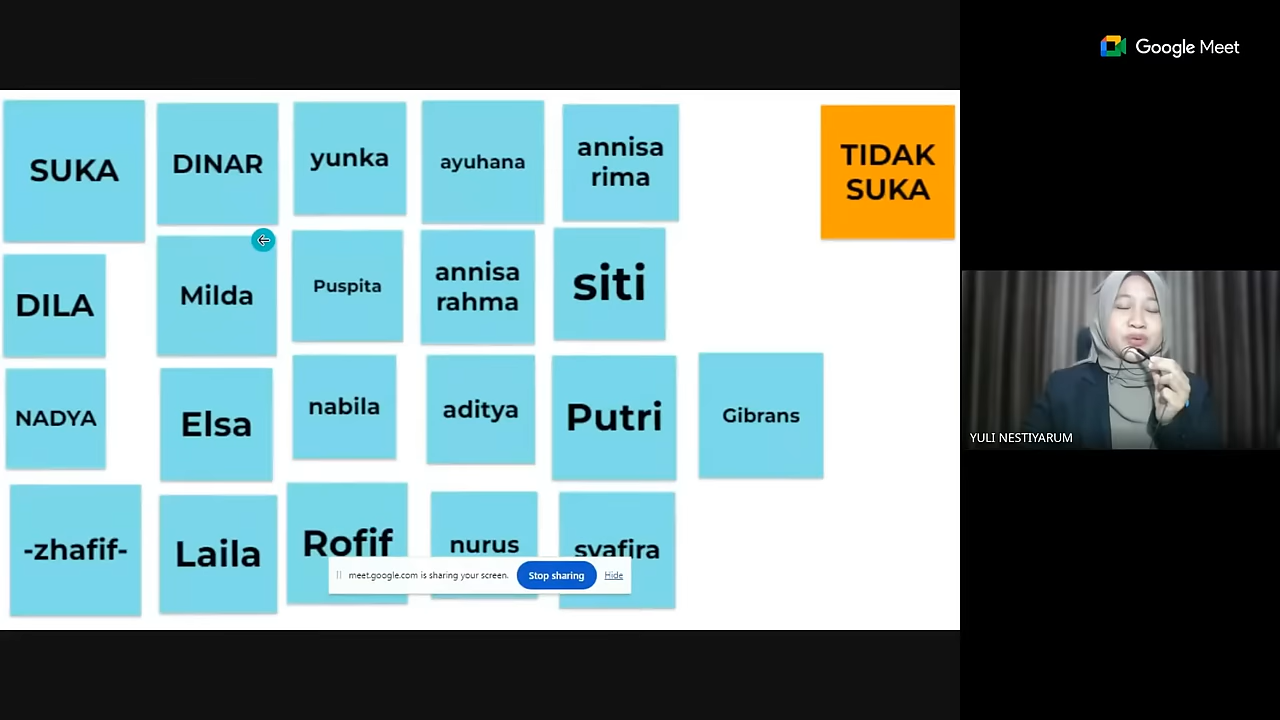 Google Meet
SUKA
DINAR
yunka
ayuhana
annisa
rima
TIDAK
SUKA
DILA
Milda
Puspita
annisa
rahma
siti
NADYA
Elsa
nabila
aditya
Putri
Gibrans
-zhafif-
Laila
Rofif
nurus
syafira
meet.google.com is sharing your screen.
Stop sharing
Hide
YULI NESTIYARUM